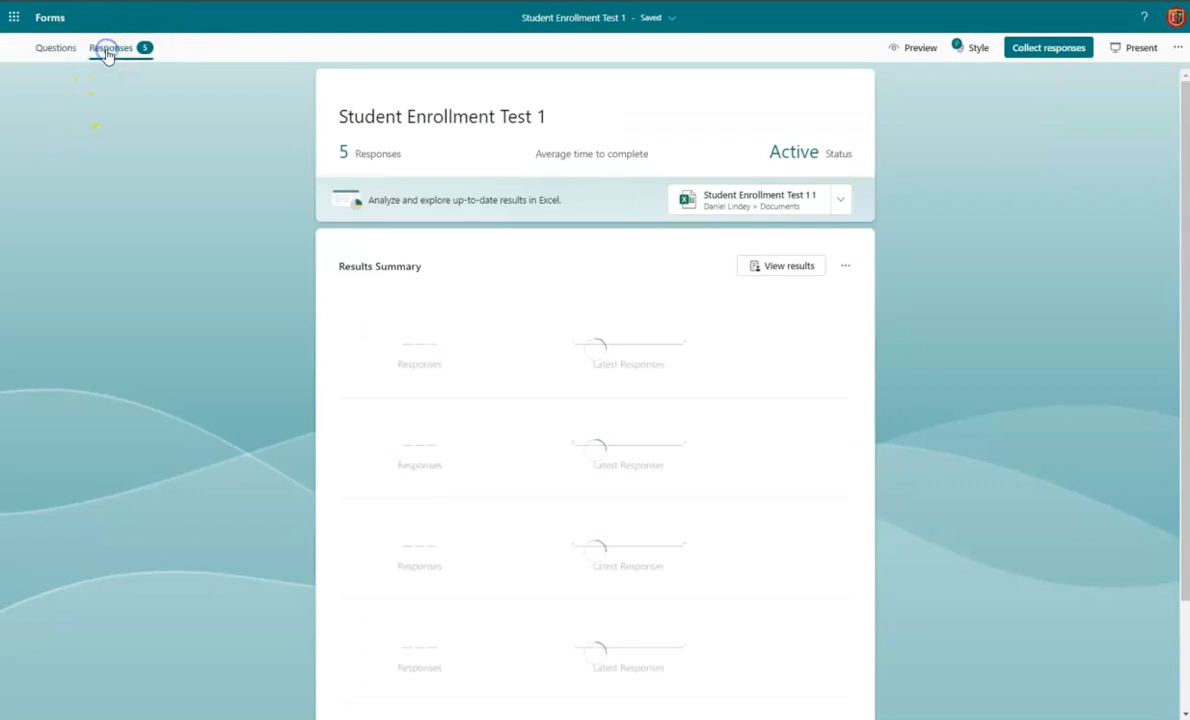 Forms
Student Enrollment Test 1 - Saved
?
Questions
Responses 5
Preview
Style
Collect responses
Present
Student Enrollment Test 1
5 Responses
Average time to complete
Active Status
Analyze and explore up-to-date results in Excel.
Student Enrollment Test 1 1
Daniel Lindey > Documents
Results Summary
View results
Responses
Latest Responses
Responses
Latest Responses
Responses
Latest Responses
Responses
Latest Responses